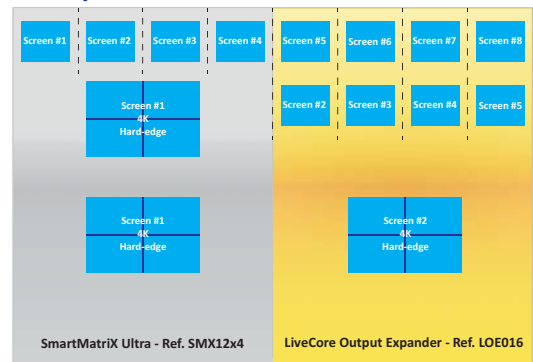 Screen #1 Screen #2 Screen #3 Screen #4 Screen #5 Screen #6 Screen #7 Screen #8
Screen #2 Screen #3 Screen #4 Screen #5
Screen #1
4K
Hard-edge
Screen #1
4K
Hard-edge
Screen #2
4K
Hard-edge
SmartMatriX Ultra - Ref. SMX12x4
LiveCore Output Expander - Ref. LOE016